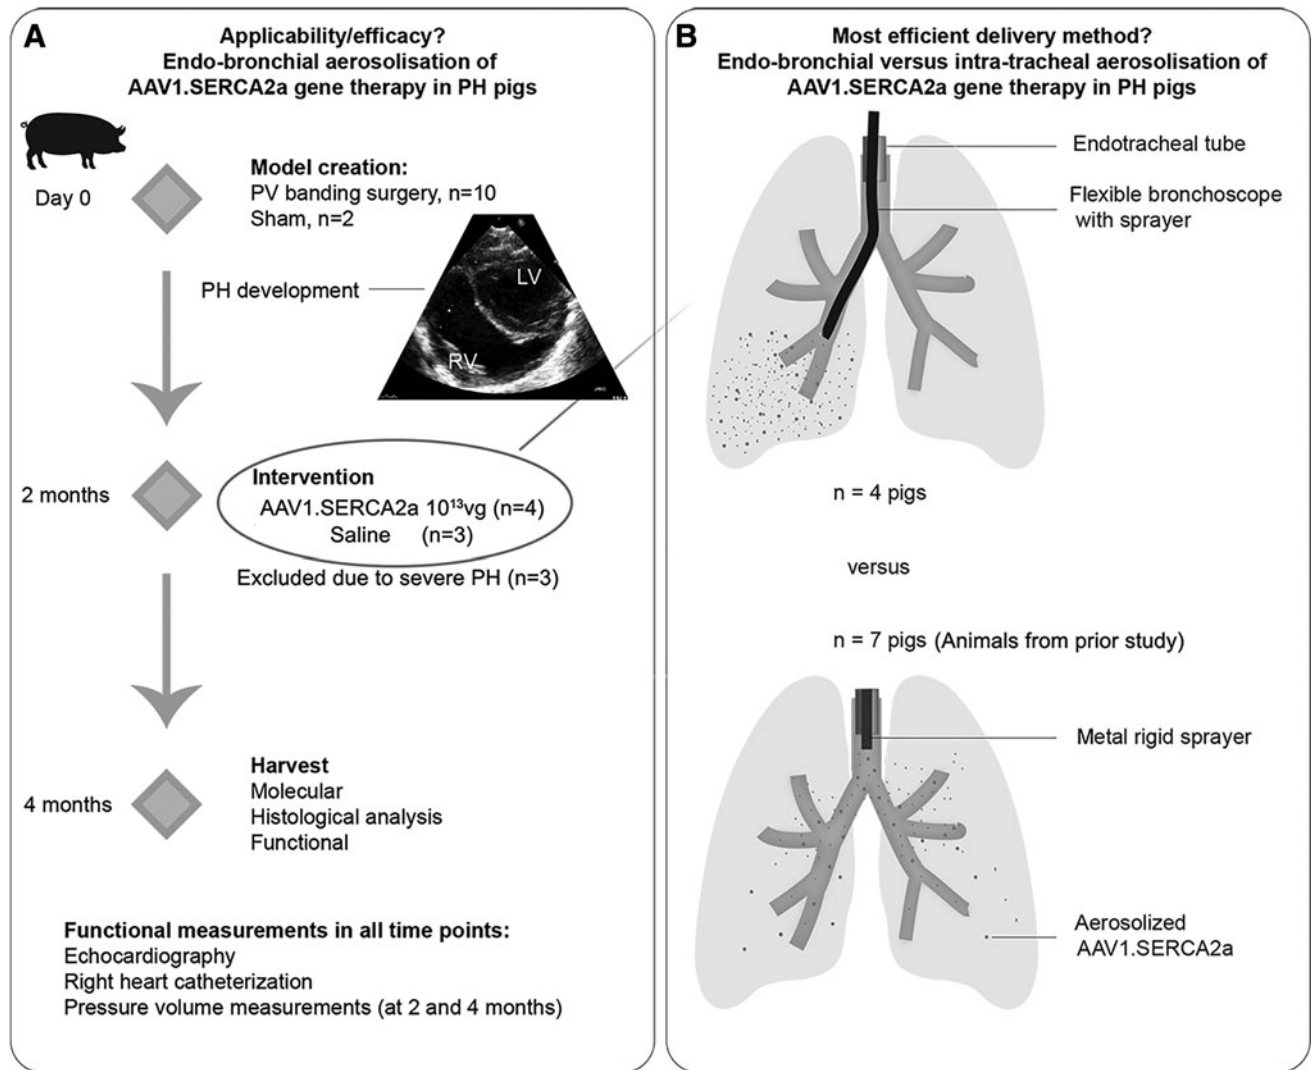 A
Applicability/efficacy?
Endo-bronchial aerosolisation of
AAV1.SERCA2a gene therapy in PH pigs
Day 0
Model creation:
PV banding surgery, n=10
Sham, n=2
PH development
LV
RV
2 months
Intervention
AAV1.SERCA2a 10¹³vg (n=4)
Saline (n=3)
Excluded due to severe PH (n=3)
4 months
Harvest
Molecular
Histological analysis
Functional
Functional measurements in all time points:
Echocardiography
Right heart catheterization
Pressure volume measurements (at 2 and 4 months)
B
Most efficient delivery method?
Endo-bronchial versus intra-tracheal aerosolisation of
AAV1.SERCA2a gene therapy in PH pigs
Endotracheal tube
Flexible bronchoscope
with sprayer
n = 4 pigs
versus
n = 7 pigs (Animals from prior study)
Metal rigid sprayer
Aerosolized
AAV1.SERCA2a